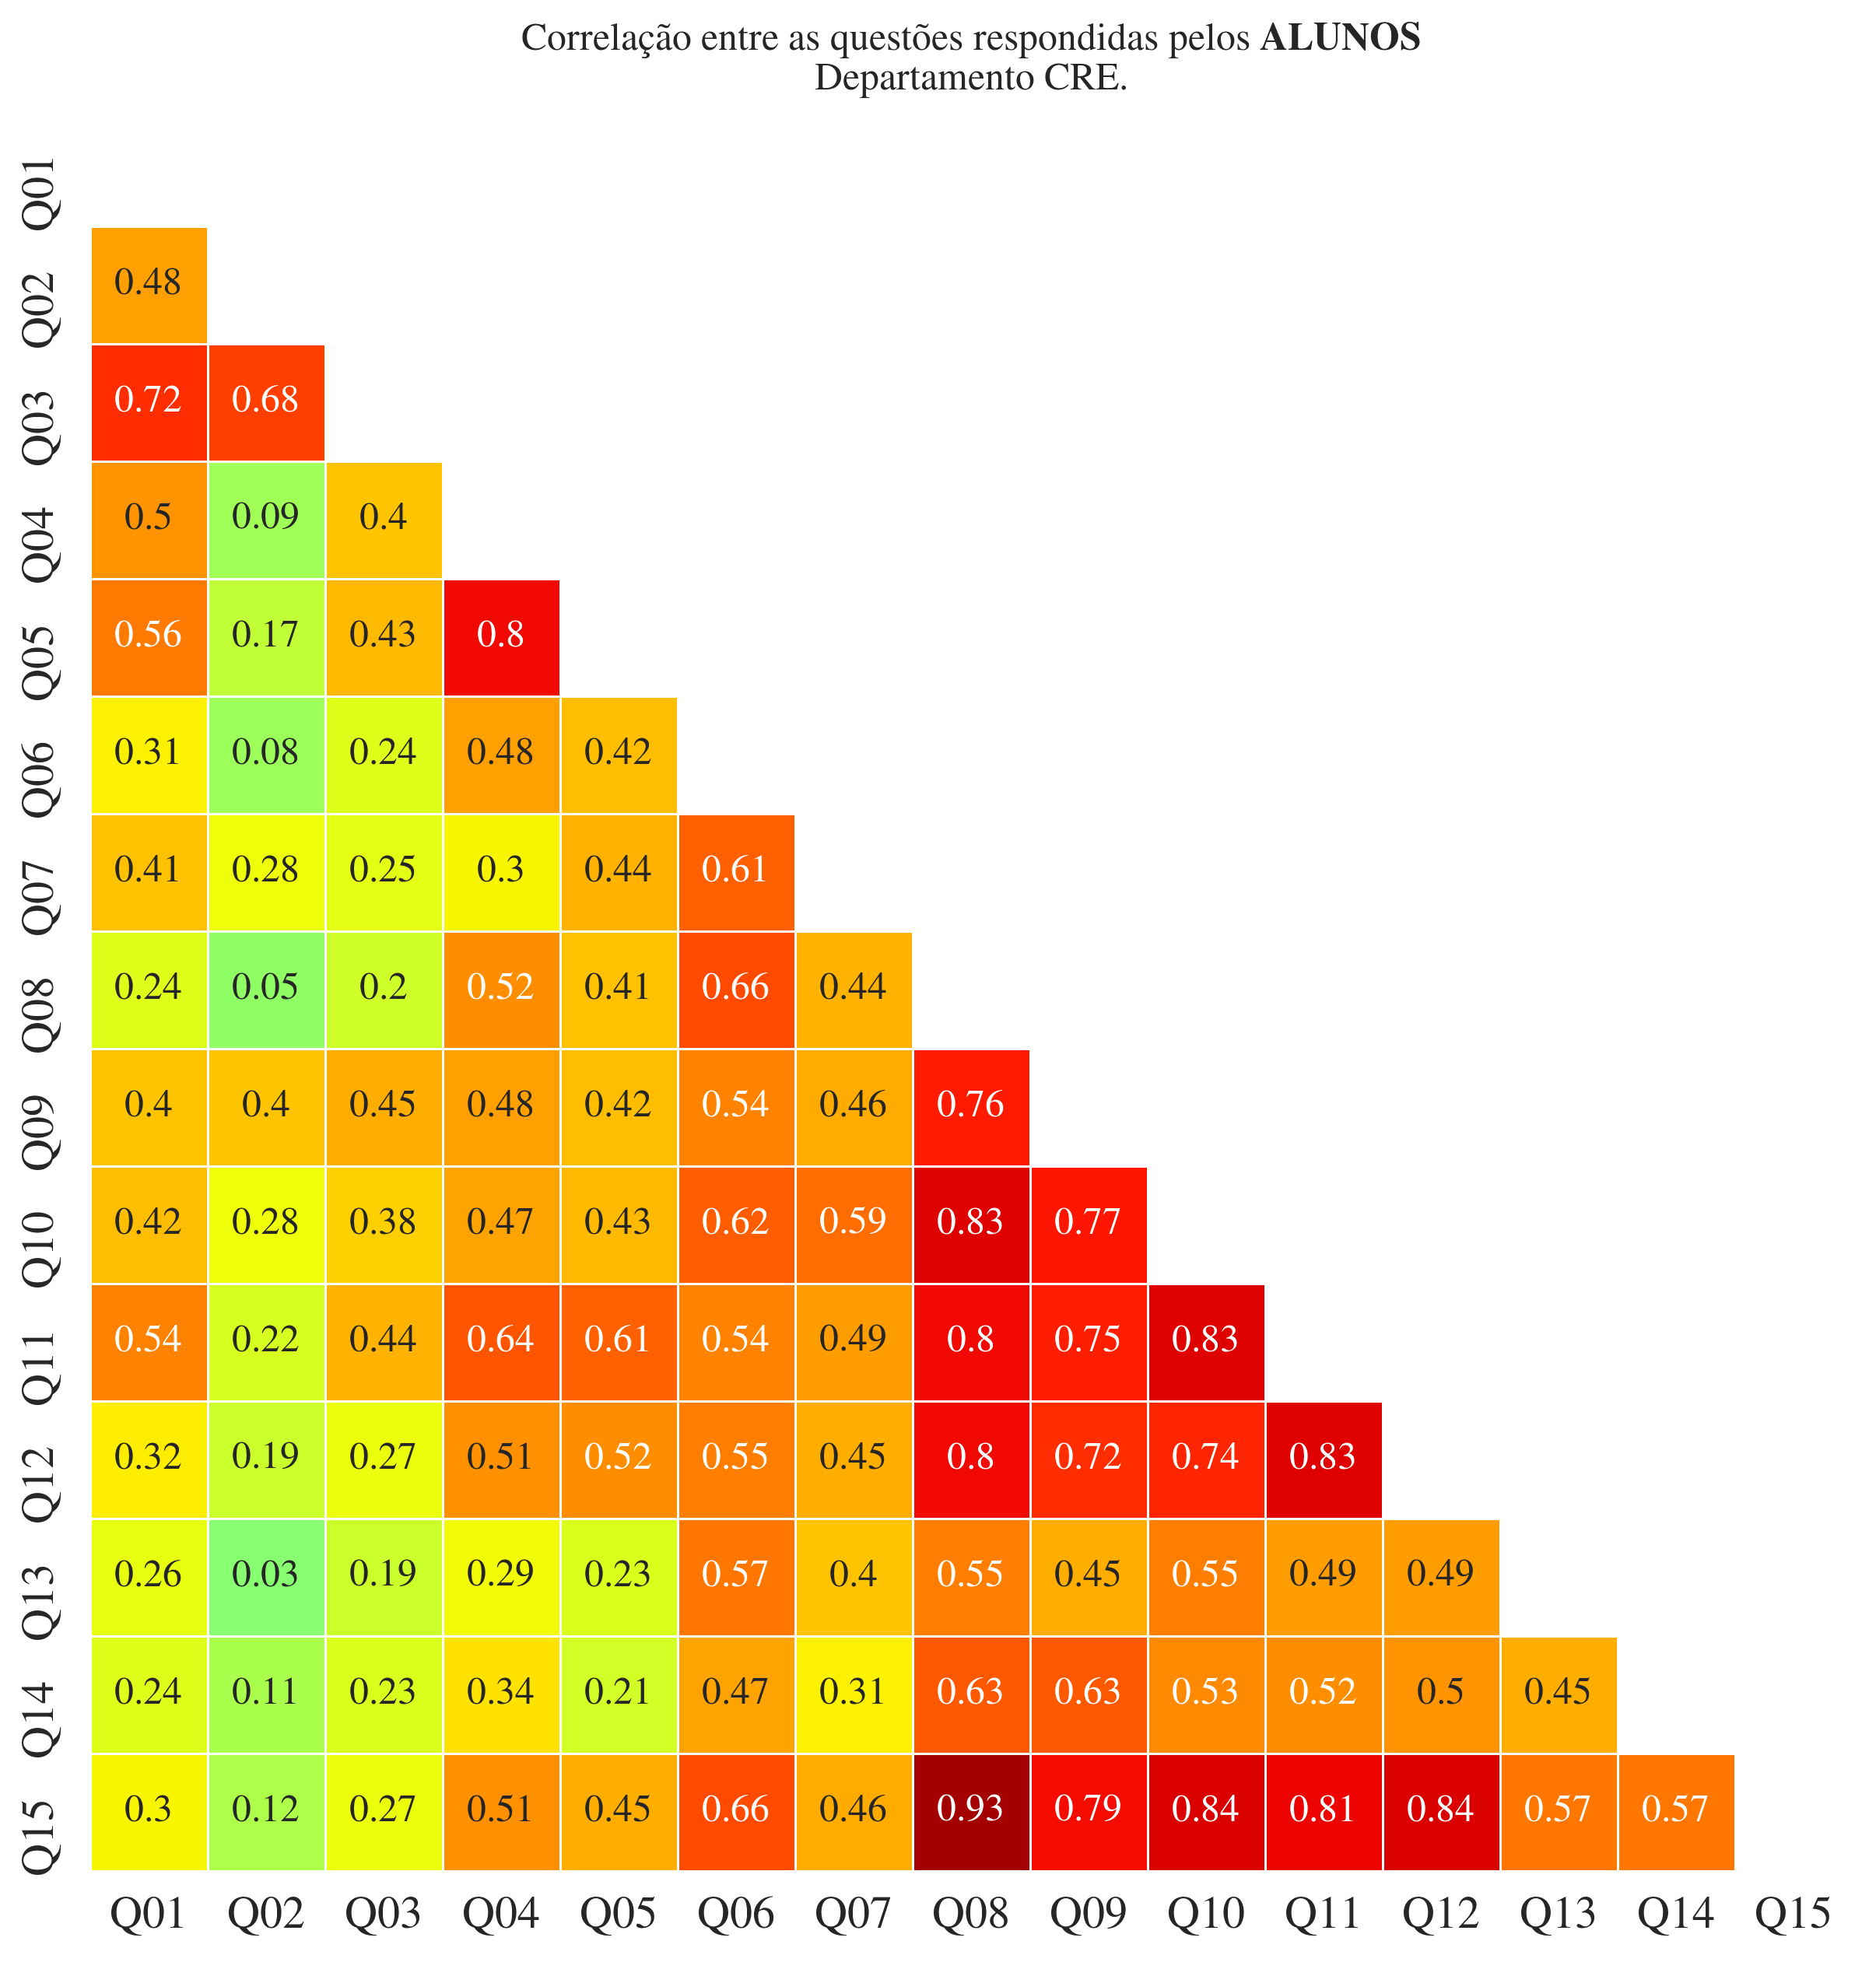 Correlação entre as questões respondidas pelos ALUNOS
Departamento CRE.
Q01
Q02 0.48
Q03 0.72 0.68
Q04 0.5 0.09 0.4
Q05 0.56 0.17 0.43 0.8
Q06 0.31 0.08 0.24 0.48 0.42
Q07 0.41 0.28 0.25 0.3 0.44 0.61
Q08 0.24 0.05 0.2 0.52 0.41 0.66 0.44
Q09 0.4 0.4 0.45 0.48 0.42 0.54 0.46 0.76
Q10 0.42 0.28 0.38 0.47 0.43 0.62 0.59 0.83 0.77
Q11 0.54 0.22 0.44 0.64 0.61 0.54 0.49 0.8 0.75 0.83
Q12 0.32 0.19 0.27 0.51 0.52 0.55 0.45 0.8 0.72 0.74 0.83
Q13 0.26 0.03 0.19 0.29 0.23 0.57 0.4 0.55 0.45 0.55 0.49 0.49
Q14 0.24 0.11 0.23 0.34 0.21 0.47 0.31 0.63 0.63 0.53 0.52 0.5 0.45
Q15 0.3 0.12 0.27 0.51 0.45 0.66 0.46 0.93 0.79 0.84 0.81 0.84 0.57 0.57
Q01 Q02 Q03 Q04 Q05 Q06 Q07 Q08 Q09 Q10 Q11 Q12 Q13 Q14 Q15